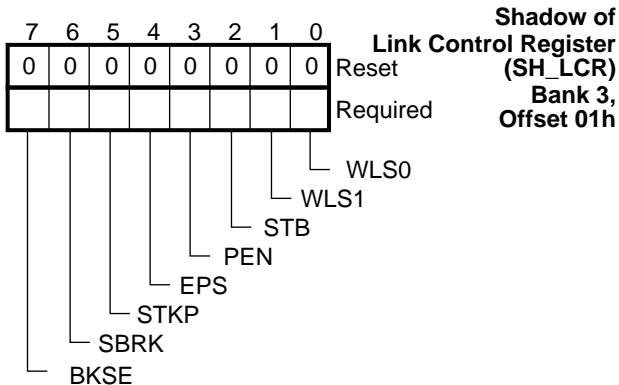 Shadow of
Link Control Register
(SH_LCR)
Bank 3,
Offset 01h
7 6 5 4 3 2 1 0
0 0 0 0 0 0 0 0 Reset
Required
WLS0
WLS1
STB
PEN
EPS
STKP
SBRK
BKSE